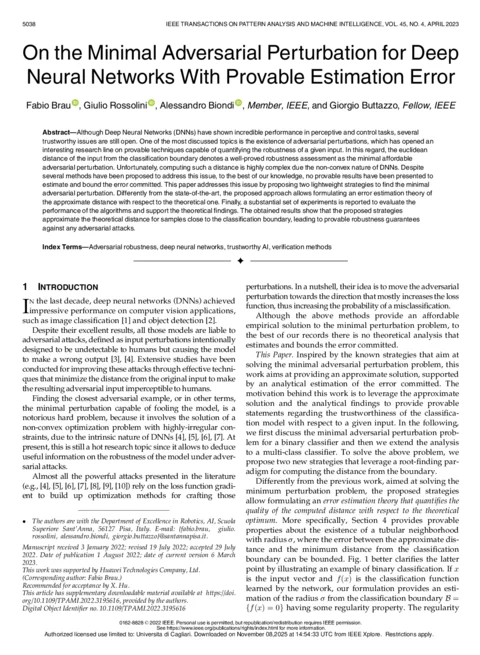 5038
IEEE TRANSACTIONS ON PATTERN ANALYSIS AND MACHINE INTELLIGENCE, VOL. 45, NO. 4, APRIL 2023
On the Minimal Adversarial Perturbation for Deep
Neural Networks With Provable Estimation Error
Fabio Brau, Giulio Rossolini, Alessandro Biondi, Member, IEEE, and Giorgio Buttazzo, Fellow, IEEE
Abstract—Although Deep Neural Networks (DNNs) have shown incredible performance in perceptive and control tasks, several
trustworthy issues are still open. One of the most discussed topics is the existence of adversarial perturbations, which has opened an
interesting research line on provable techniques capable of quantifying the robustness of a given input. In this regard, the euclidean
distance of the input from the classification boundary denotes a well-proved robustness assessment as the minimal affordable
adversarial perturbation. Unfortunately, computing such a distance is highly complex due the non-convex nature of DNNs. Despite
several methods have been proposed to address this issue, to the best of our knowledge, no provable results have been presented to
estimate and bound the error committed. This paper addresses this issue by proposing two lightweight strategies to find the minimal
adversarial perturbation. Differently from the state-of-the-art, the proposed approach allows formulating an error estimation theory of
the approximate distance with respect to the theoretical one. Finally, a substantial set of experiments is reported to evaluate the
performance of the algorithms and support the theoretical findings. The obtained results show that the proposed strategies
approximate the theoretical distance for samples close to the classification boundary, leading to provable robustness guarantees
against any adversarial attacks.
Index Terms—Adversarial robustness, deep neural networks, trustworthy AI, verification methods
1 INTRODUCTION
IN the last decade, deep neural networks (DNNs) achieved
impressive performance on computer vision applications,
such as image classification [1] and object detection [2].
Despite their excellent results, all those models are liable to
adversarial attacks, defined as input perturbations intentionally
designed to be undetectable to humans but causing the model
to make a wrong output [3], [4]. Extensive studies have been
conducted for improving these attacks through effective techni-
ques that minimize the distance from the original input to make
the resulting adversarial input imperceptible to humans.
Finding the closest adversarial example, or in other terms,
the minimum perturbation capable of fooling the model, is a
notorious hard problem, because it involves the solution of a
non-convex optimization problem with highly-irregular con-
straints, due to the intrinsic nature of DNNs [4], [5], [6], [7]. At
present, this is still a hot research topic since it allows to deduce
useful information on the robustness of the model under adver-
sarial attacks.
Almost all the powerful attacks presented in the literature
(e.g., [4], [5], [6], [7], [8], [9], [10]) rely on the loss function gradi-
ent to build up optimization methods for crafting those
• The authors are with the Department of Excellence in Robotics, AI, Scuola
Superiore Sant'Anna, 56127 Pisa, Italy. E-mail: {fabio.brau, giulio.
rossolini, alessandro.biondi, giorgio.buttazzo}@santannapisa.it.
Manuscript received 3 January 2022; revised 19 July 2022; accepted 29 July
2022. Date of publication 1 August 2022; date of current version 6 March
2023.
This work was supported by Huawei Technologies Company, Ltd.
(Corresponding author: Fabio Brau.)
Recommended for acceptance by X. Hu.
This article has supplementary downloadable material available at https://doi.
org/10.1109/TPAMI.2022.3195616, provided by the authors.
Digital Object Identifier no. 10.1109/TPAMI.2022.3195616
perturbations. In a nutshell, their idea is to move the adversarial
perturbation towards the direction that mostly increases the loss
function, thus increasing the probability of a misclassification.
Although the above methods provide an affordable
empirical solution to the minimal perturbation problem, to
the best of our records there is no theoretical analysis that
estimates and bounds the error committed.
This Paper. Inspired by the known strategies that aim at
solving the minimal adversarial perturbation problem, this
work aims at providing an approximate solution, supported
by an analytical estimation of the error committed. The
motivation behind this work is to leverage the approximate
solution and the analytical findings to provide provable
statements regarding the trustworthiness of the classifica-
tion model with respect to a given input. In the following,
we first discuss the minimal adversarial perturbation prob-
lem for a binary classifier and then we extend the analysis
to a multi-class classifier. To solve the above problem, we
propose two new strategies that leverage a root-finding par-
adigm for computing the distance from the boundary.
Differently from the previous work, aimed at solving the
minimum perturbation problem, the proposed strategies
allow formulating an error estimation theory that quantifies the
quality of the computed distance with respect to the theoretical
optimum. More specifically, Section 4 provides provable
properties about the existence of a tubular neighborhood
with radius σ, where the error between the approximate dis-
tance and the minimum distance from the classification
boundary can be bounded. Fig. 1 better clarifies the latter
point by illustrating an example of binary classification. If x
is the input vector and f(x) is the classification function
learned by the network, our formulation provides an esti-
mation of the radius σ from the classification boundary ℬ =
{f(x) = 0} having some regularity property. The regularity
0162-8828 © 2022 IEEE. Personal use is permitted, but republication/redistribution requires IEEE permission.
See https://www.ieee.org/publications/rights/index.html for more information.
Authorized licensed use limited to: Universita di Cagliari. Downloaded on November 08,2025 at 14:54:33 UTC from IEEE Xplore. Restrictions apply.